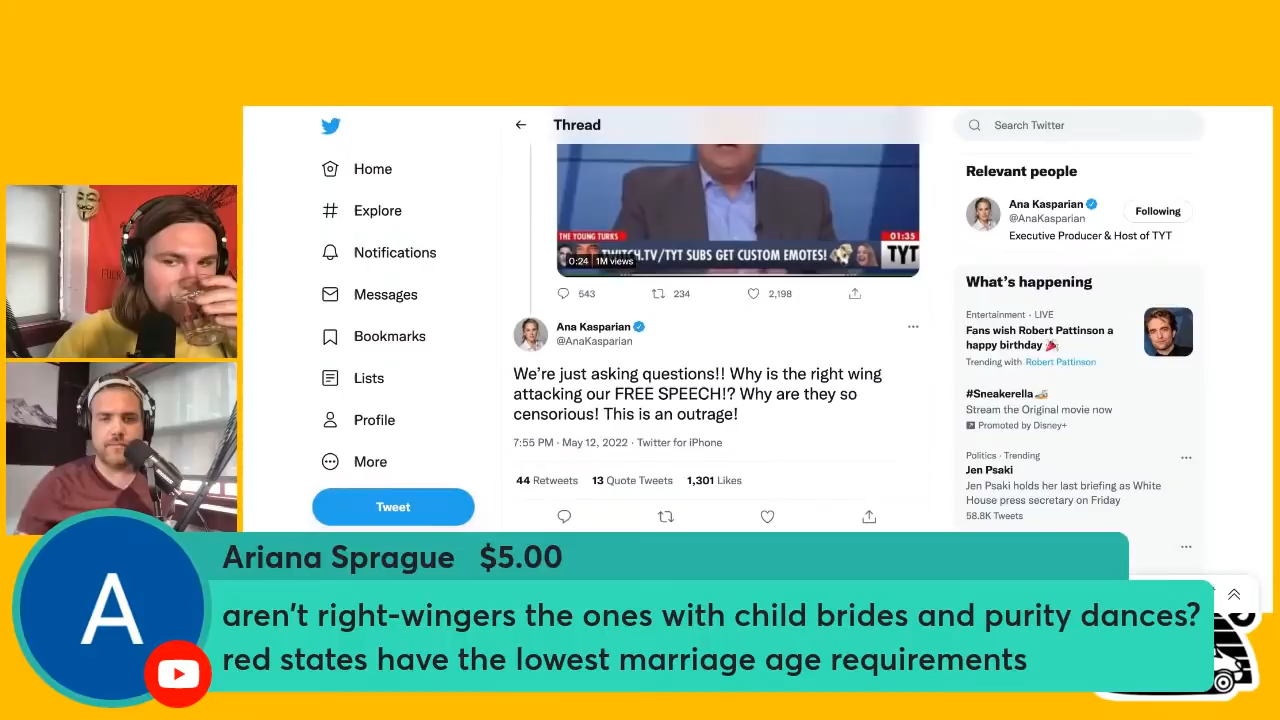 Home
Explore
Notifications
Messages
Bookmarks
Lists
Profile
More
Tweet
Thread
THE YOUNG TURKS
01:35
TWITCH.TV/TYT SUBS GET CUSTOM EMOTES!
TYT
0:24 1M views
543 234 2,198
Ana Kasparian
@AnaKasparian
We're just asking questions!! Why is the right wing
attacking our FREE SPEECH!? Why are they so
censorious! This is an outrage!
7:55 PM · May 12, 2022 · Twitter for iPhone
44 Retweets 13 Quote Tweets 1,301 Likes
Search Twitter
Relevant people
Ana Kasparian
@AnaKasparian
Following
Executive Producer & Host of TYT
What's happening
Entertainment · LIVE
Fans wish Robert Pattinson a
happy birthday
Trending with Robert Pattinson
#Sneakerella
Stream the Original movie now
Promoted by Disney+
Politics · Trending
Jen Psaki
Jen Psaki holds her last briefing as White
House press secretary on Friday
58.8K Tweets
A
Ariana Sprague $5.00
aren't right-wingers the ones with child brides and purity dances?
red states have the lowest marriage age requirements